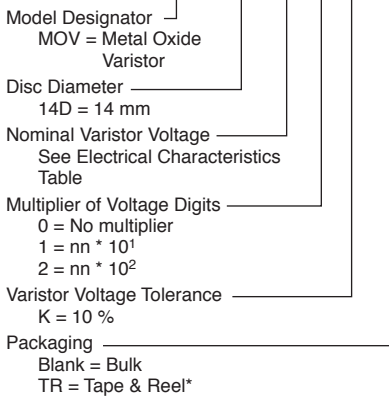 Model Designator
MOV = Metal Oxide
Varistor
Disc Diameter
14D = 14 mm
Nominal Varistor Voltage
See Electrical Characteristics
Table
Multiplier of Voltage Digits
0 = No multiplier
1 = nn * 10¹
2 = nn * 10²
Varistor Voltage Tolerance
K = 10 %
Packaging
Blank = Bulk
TR = Tape & Reel*